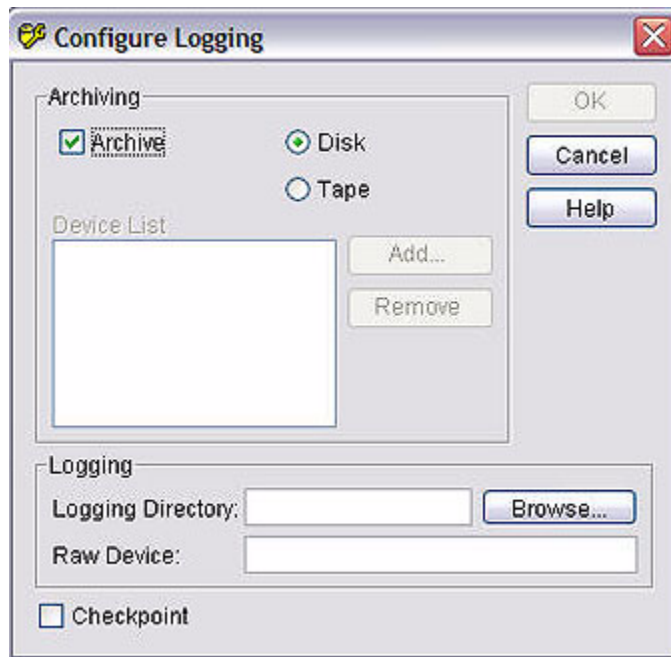 Configure Logging
Archiving
Archive
Disk
Tape
Device List
Add...
Remove
OK
Cancel
Help
Logging
Logging Directory:
Browse...
Raw Device:
Checkpoint